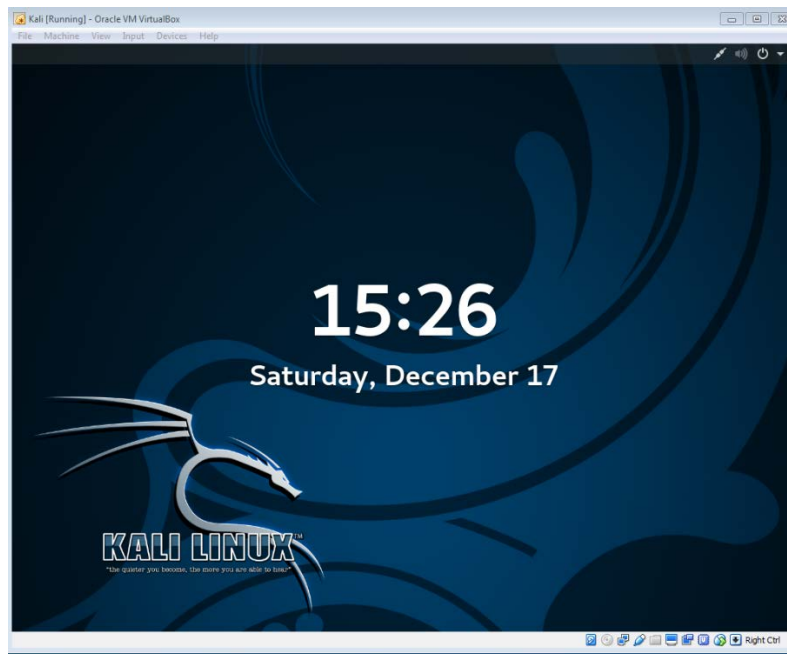 Kali [Running] - Oracle VM VirtualBox
File Machine View Input Devices Help
15:26
Saturday, December 17
KALI LINUX™
"the quieter you become, the more you are able to hear"
Right Ctrl